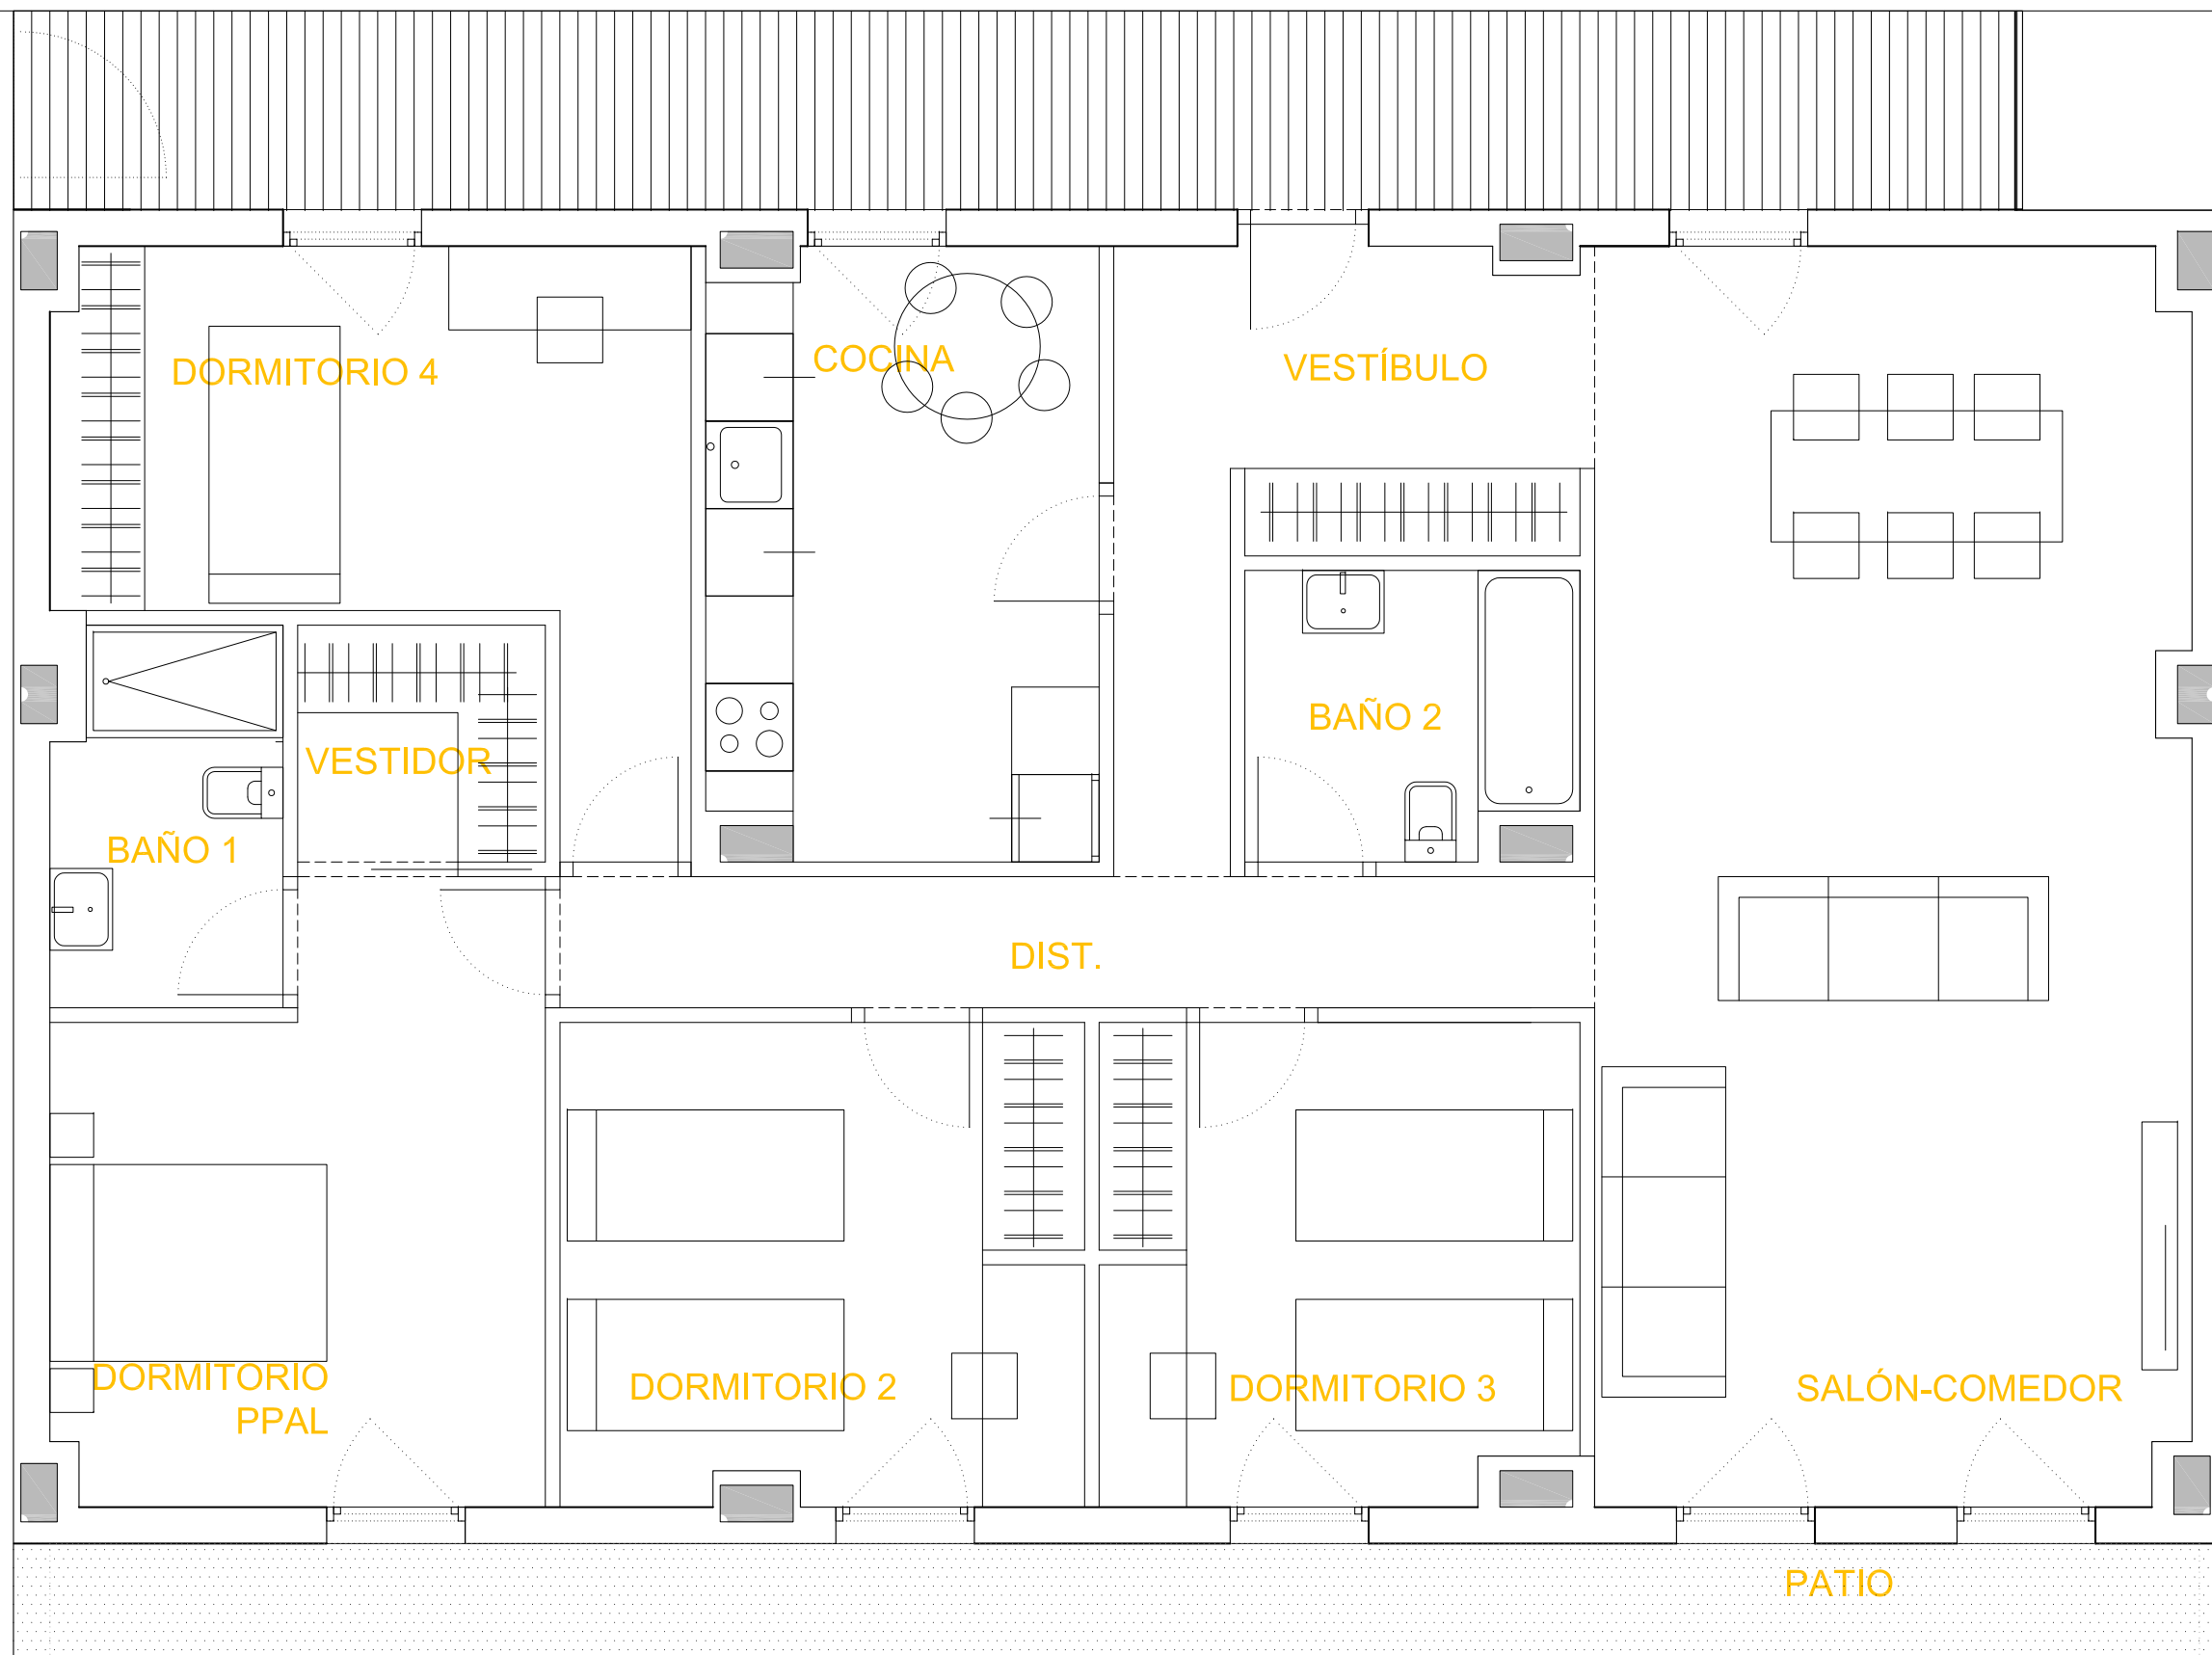 COCINA
VESTÍBULO
DORMITORIO 4
BAÑO 2
VESTIDOR
BAÑO 1
DIST.
DORMITORIO
PPAL
DORMITORIO 2
DORMITORIO 3
SALÓN-COMEDOR
PATIO